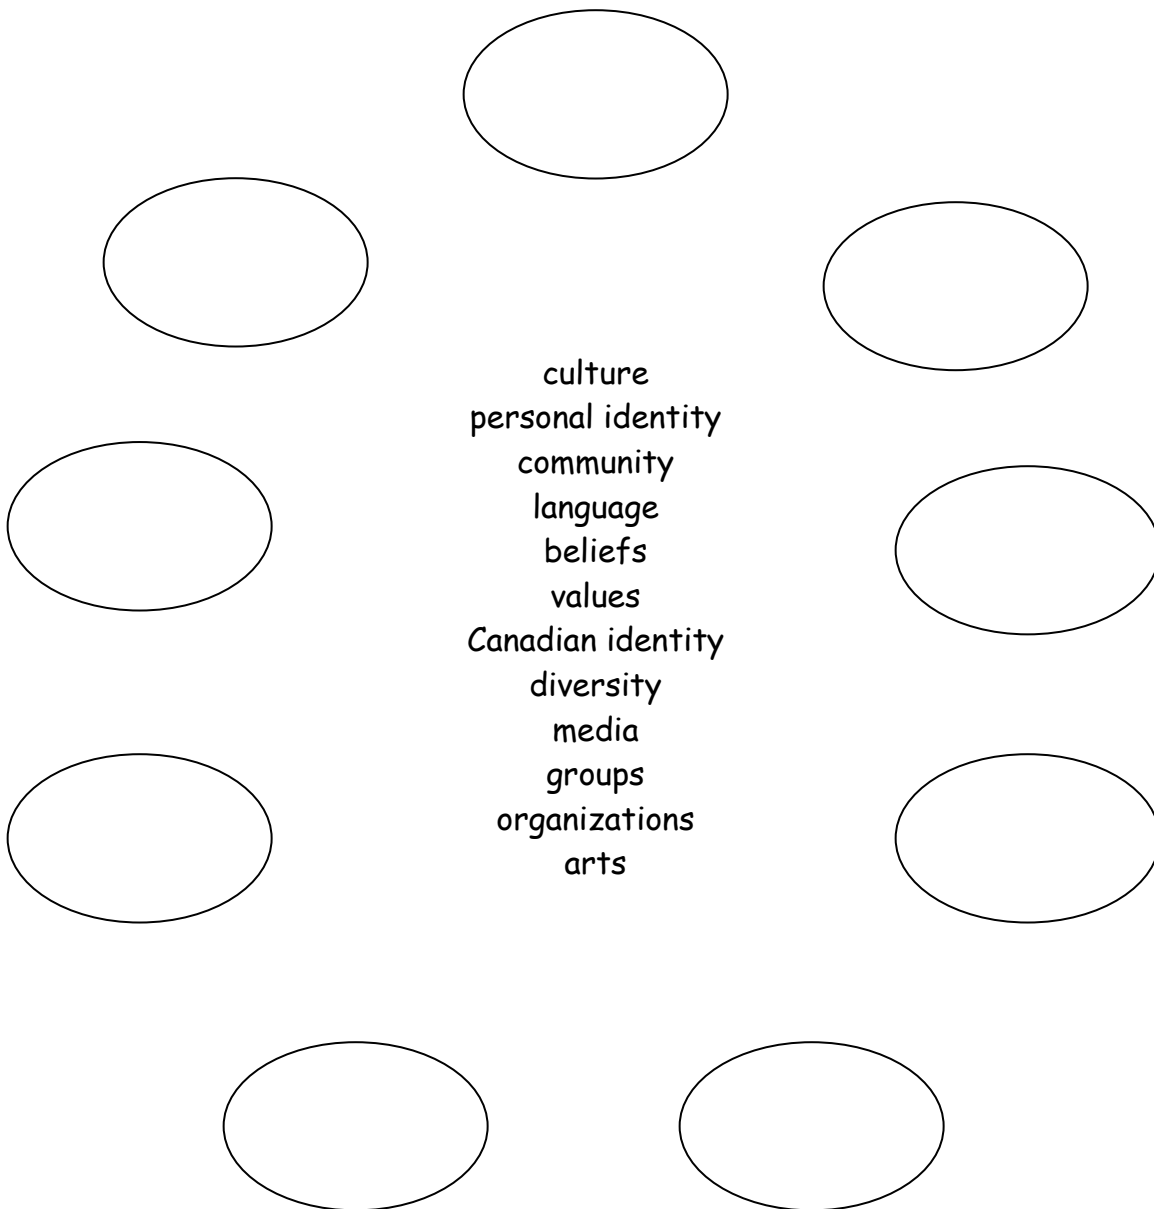 culture
personal identity
community
language
beliefs
values
Canadian identity
diversity
media
groups
organizations
arts